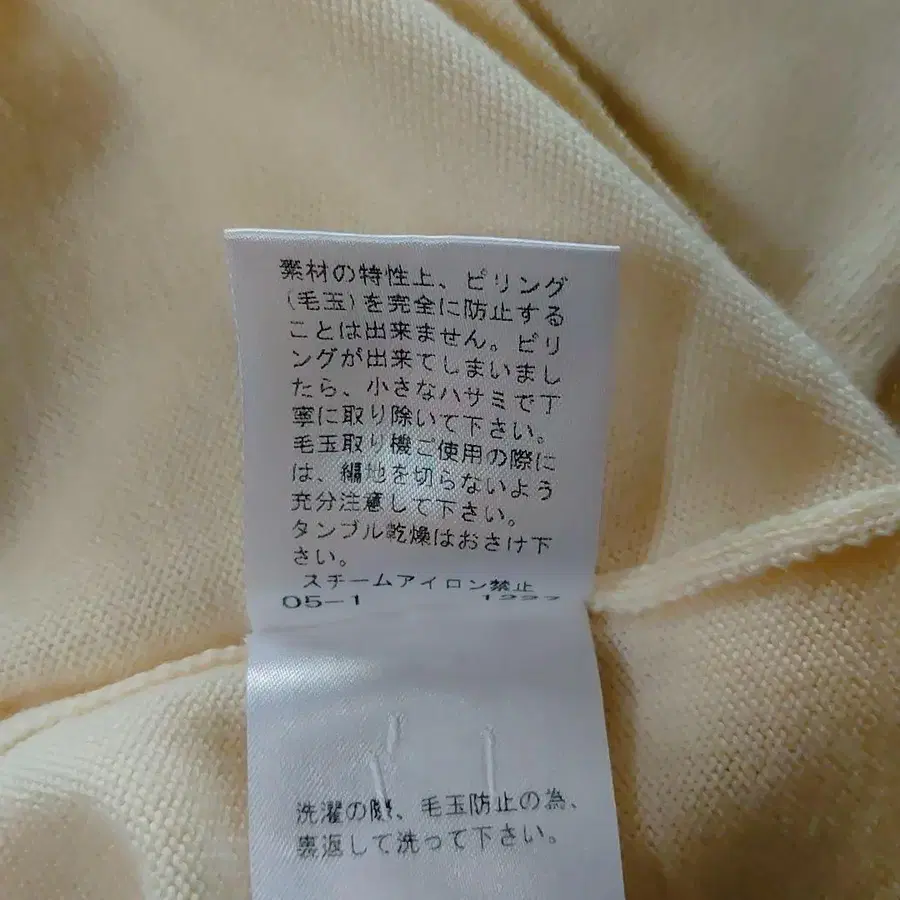 素材の特性上、ピリング
(毛玉)を完全に防止する
ことは出来ません。ピリ
ングが出来てしまいまし
たら、小さなハサミで丁
寧に取り除いて下さい。
毛玉取り機ご使用の際に
は、編地を切らないよう
充分注意して下さい。
タンブル乾燥はおさけ下
さい。
スチームアイロン禁止
05-1
洗濯の際、毛玉防止の為、
裏返して洗って下さい。